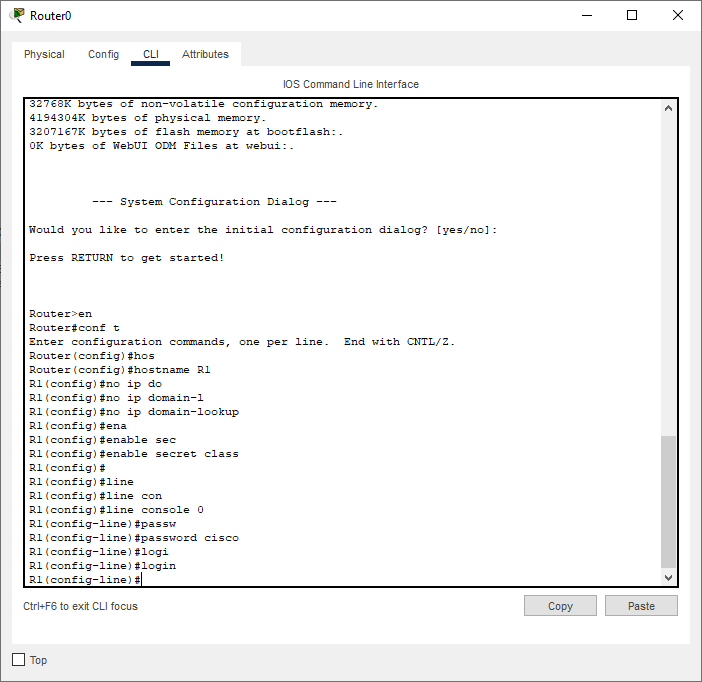 Router0
Physical Config CLI Attributes
IOS Command Line Interface
32768K bytes of non-volatile configuration memory.
4194304K bytes of physical memory.
3207167K bytes of flash memory at bootflash:.
0K bytes of WebUI ODM Files at webui:.
--- System Configuration Dialog ---
Would you like to enter the initial configuration dialog? [yes/no]:
Press RETURN to get started!
Router>en
Router#conf t
Enter configuration commands, one per line.  End with CNTL/Z.
Router(config)#hos
Router(config)#hostname R1
R1(config)#no ip do
R1(config)#no ip domain-l
R1(config)#no ip domain-lookup
R1(config)#ena
R1(config)#enable sec
R1(config)#enable secret class
R1(config)#
R1(config)#line
R1(config)#line con
R1(config)#line console 0
R1(config-line)#passw
R1(config-line)#password cisco
R1(config-line)#logi
R1(config-line)#login
R1(config-line)#
Ctrl+F6 to exit CLI focus
Copy Paste
Top